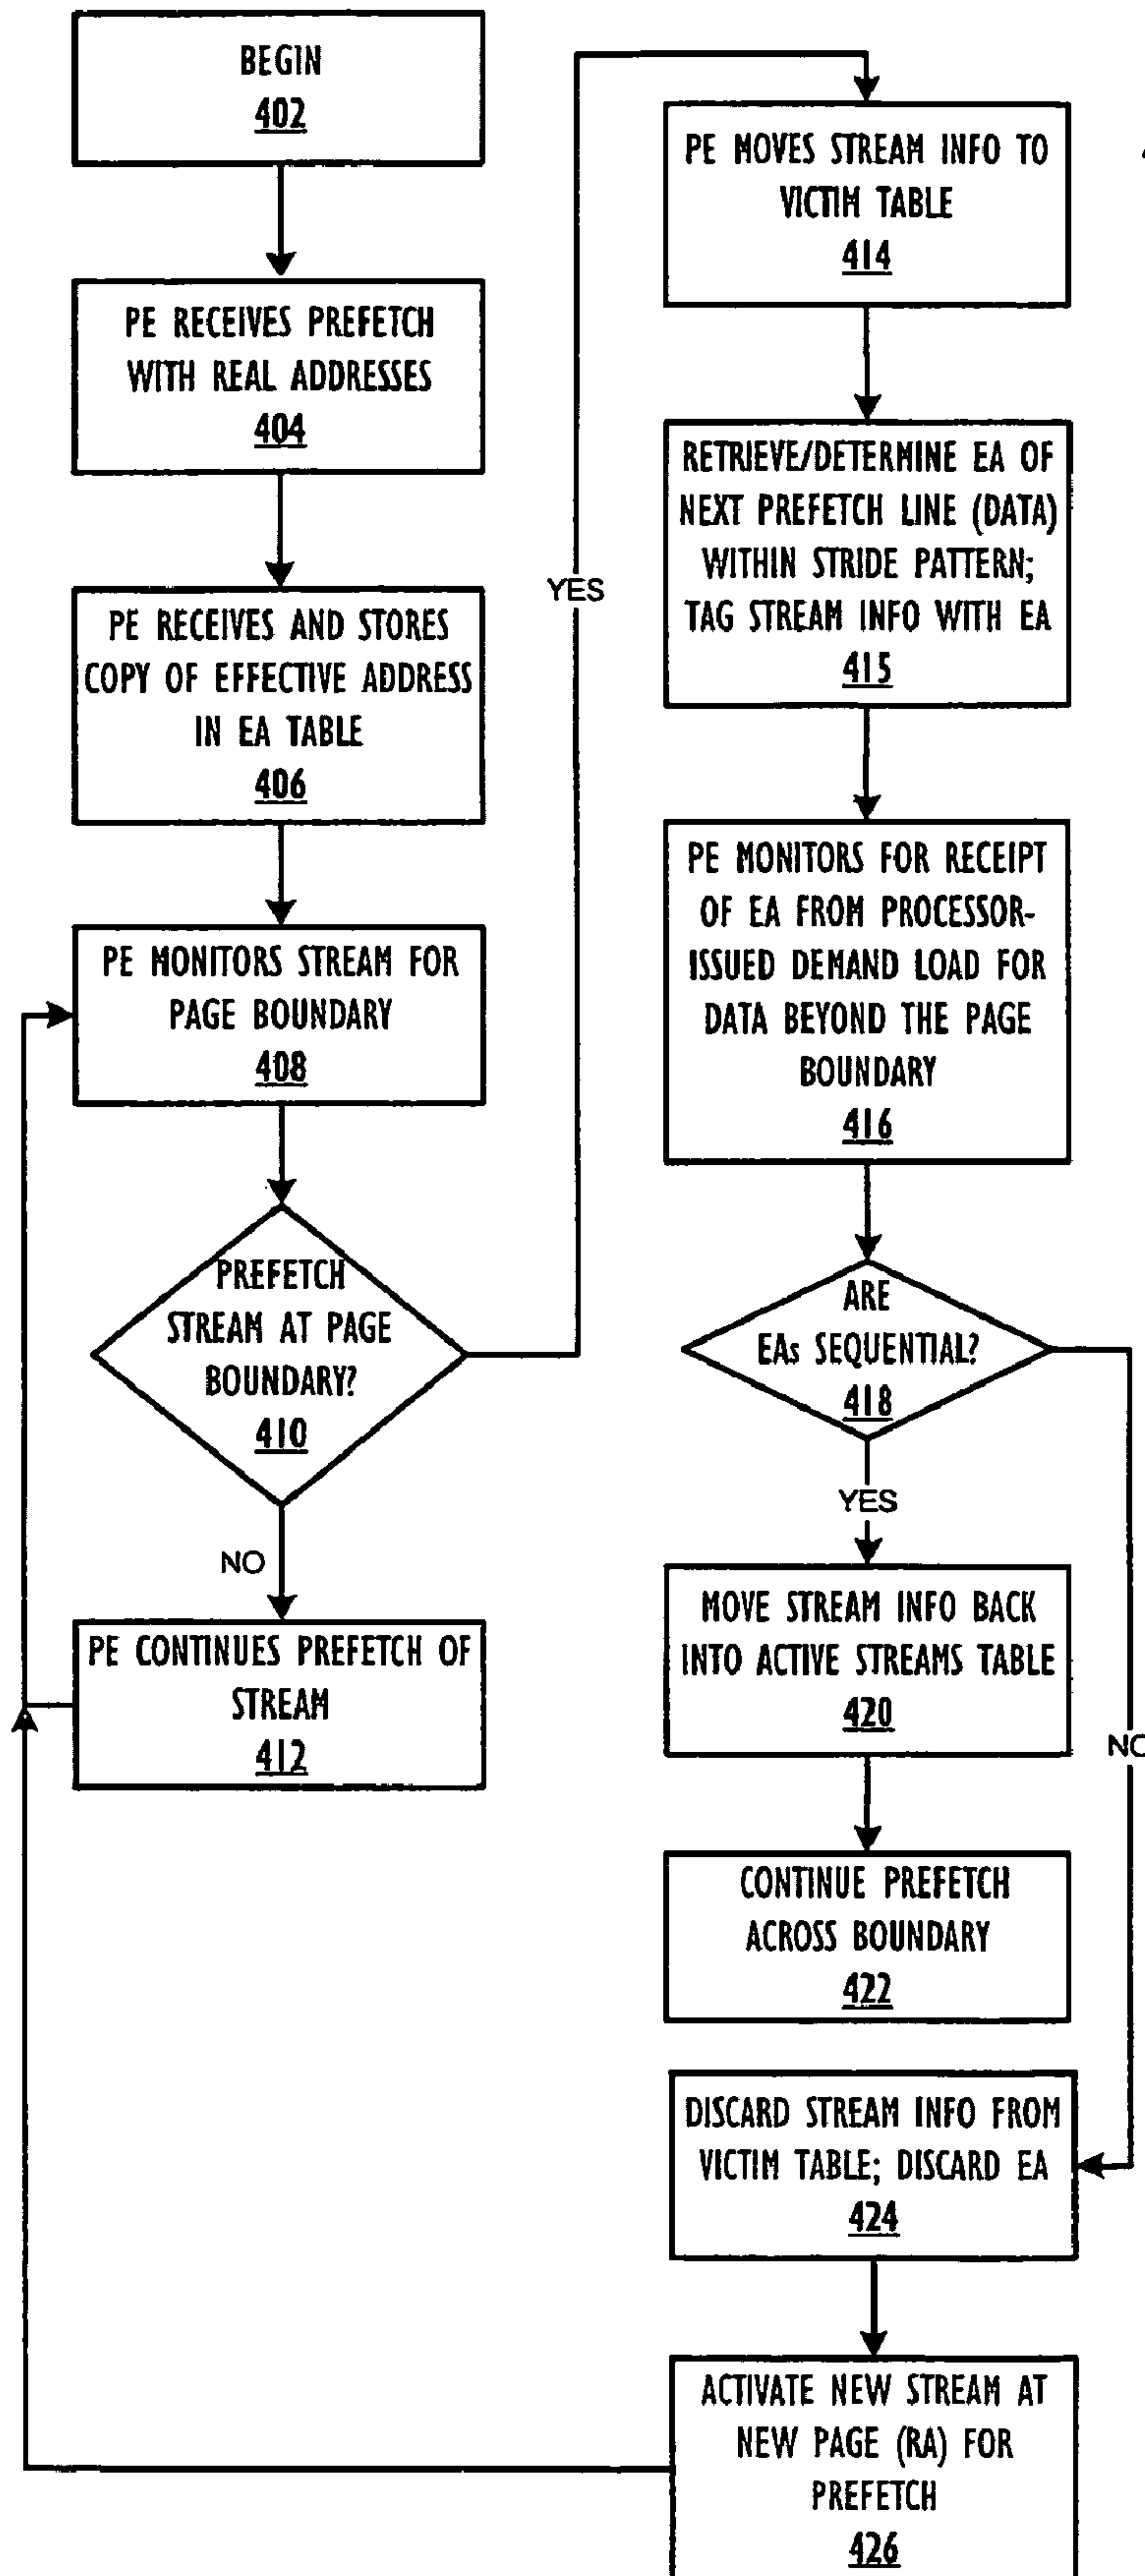 BEGIN
402
PE RECEIVES PREFETCH
WITH REAL ADDRESSES
404
PE RECEIVES AND STORES
COPY OF EFFECTIVE ADDRESS
IN EA TABLE
406
PE MONITORS STREAM FOR
PAGE BOUNDARY
408
PREFETCH
STREAM AT PAGE
BOUNDARY?
410
NO
PE CONTINUES PREFETCH OF
STREAM
412
YES
PE MOVES STREAM INFO TO
VICTIM TABLE
414
RETRIEVE/DETERMINE EA OF
NEXT PREFETCH LINE (DATA)
WITHIN STRIDE PATTERN;
TAG STREAM INFO WITH EA
415
PE MONITORS FOR RECEIPT
OF EA FROM PROCESSOR-
ISSUED DEMAND LOAD FOR
DATA BEYOND THE PAGE
BOUNDARY
416
ARE
EAs SEQUENTIAL?
418
YES
MOVE STREAM INFO BACK
INTO ACTIVE STREAMS TABLE
420
CONTINUE PREFETCH
ACROSS BOUNDARY
422
NO
DISCARD STREAM INFO FROM
VICTIM TABLE; DISCARD EA
424
ACTIVATE NEW STREAM AT
NEW PAGE (RA) FOR
PREFETCH
426